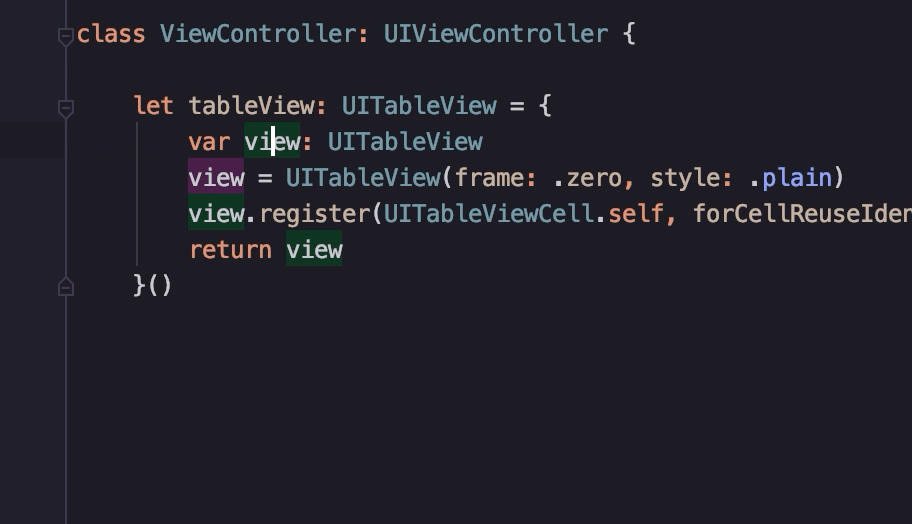 class ViewController: UIViewController {
let tableView: UITableView = {
var view: UITableView
view = UITableView(frame: .zero, style: .plain)
view.register(UITableViewCell.self, forCellReuseIden
return view
}()